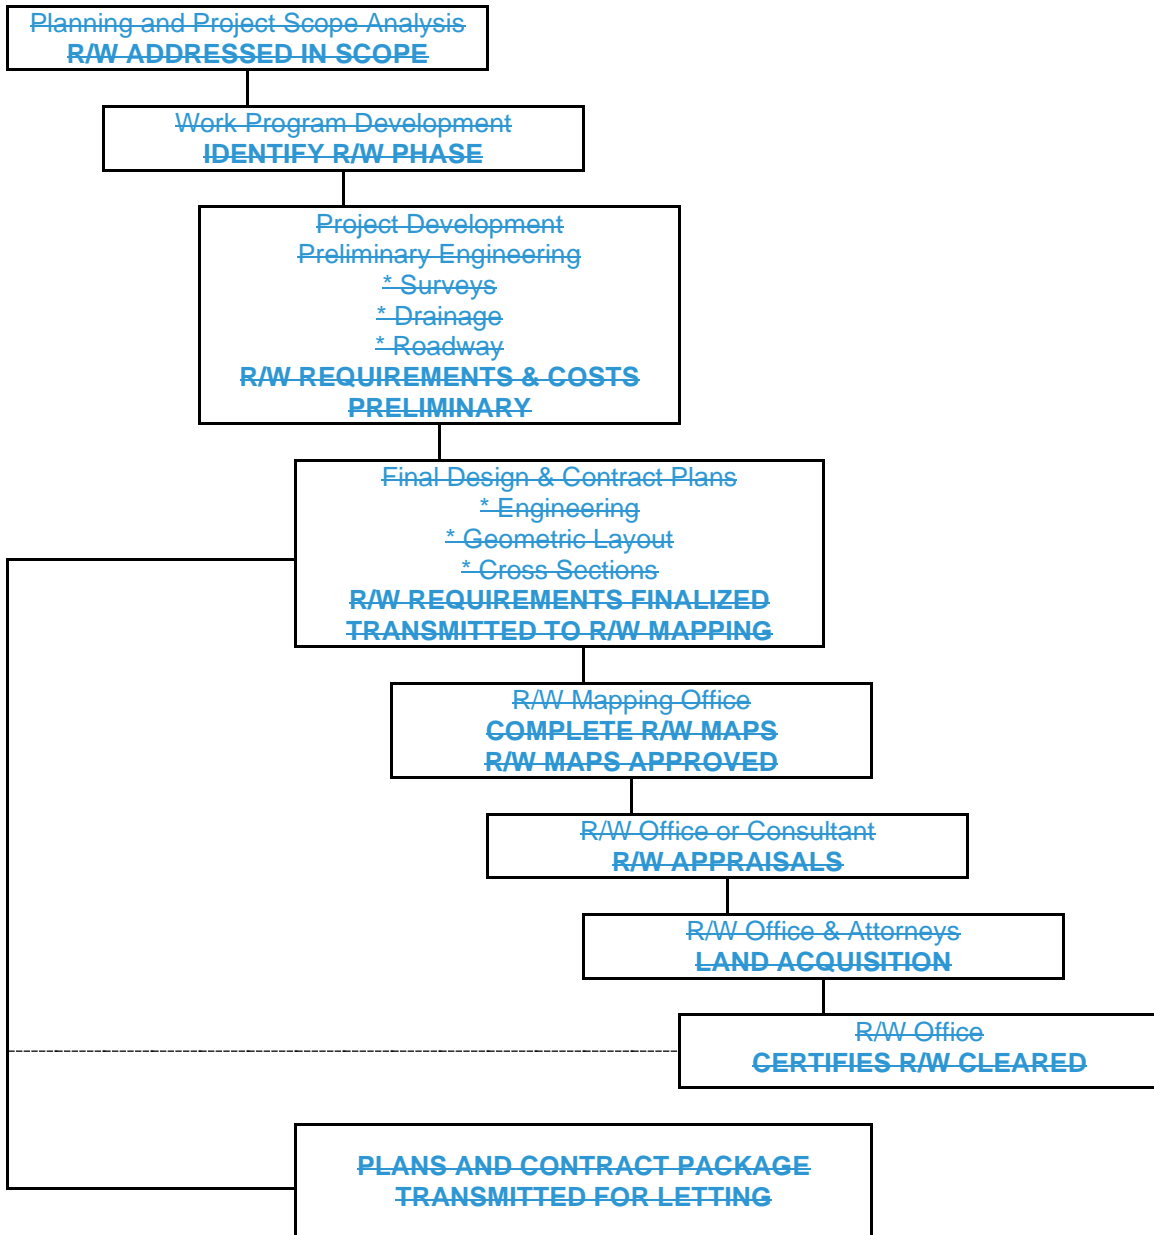 Planning and Project Scope Analysis
R/W ADDRESSED IN SCOPE
Work Program Development
IDENTIFY R/W PHASE
Project Development
Preliminary Engineering
* Surveys
* Drainage
* Roadway
R/W REQUIREMENTS & COSTS
PRELIMINARY
Final Design & Contract Plans
* Engineering
* Geometric Layout
* Cross Sections
R/W REQUIREMENTS FINALIZED
TRANSMITTED TO R/W MAPPING
R/W Mapping Office
COMPLETE R/W MAPS
R/W MAPS APPROVED
R/W Office or Consultant
R/W APPRAISALS
R/W Office & Attorneys
LAND ACQUISITION
R/W Office
CERTIFIES R/W CLEARED
PLANS AND CONTRACT PACKAGE
TRANSMITTED FOR LETTING